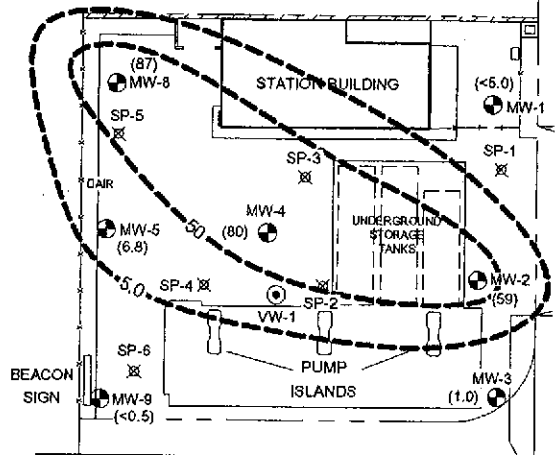 (87)
MW-8
STATION BUILDING
(<5.0)
MW-1
SP-5
SP-3
SP-1
AIR
MW-5
(6.8)
50
MW-4
(80)
UNDERGROUND
STORAGE
TANKS
MW-2
(59)
SP-4
5.0
VW-1
SP-2
SP-6
PUMP
ISLANDS
BEACON
SIGN
MW-9
(<0.5)
MW-3
(1.0)